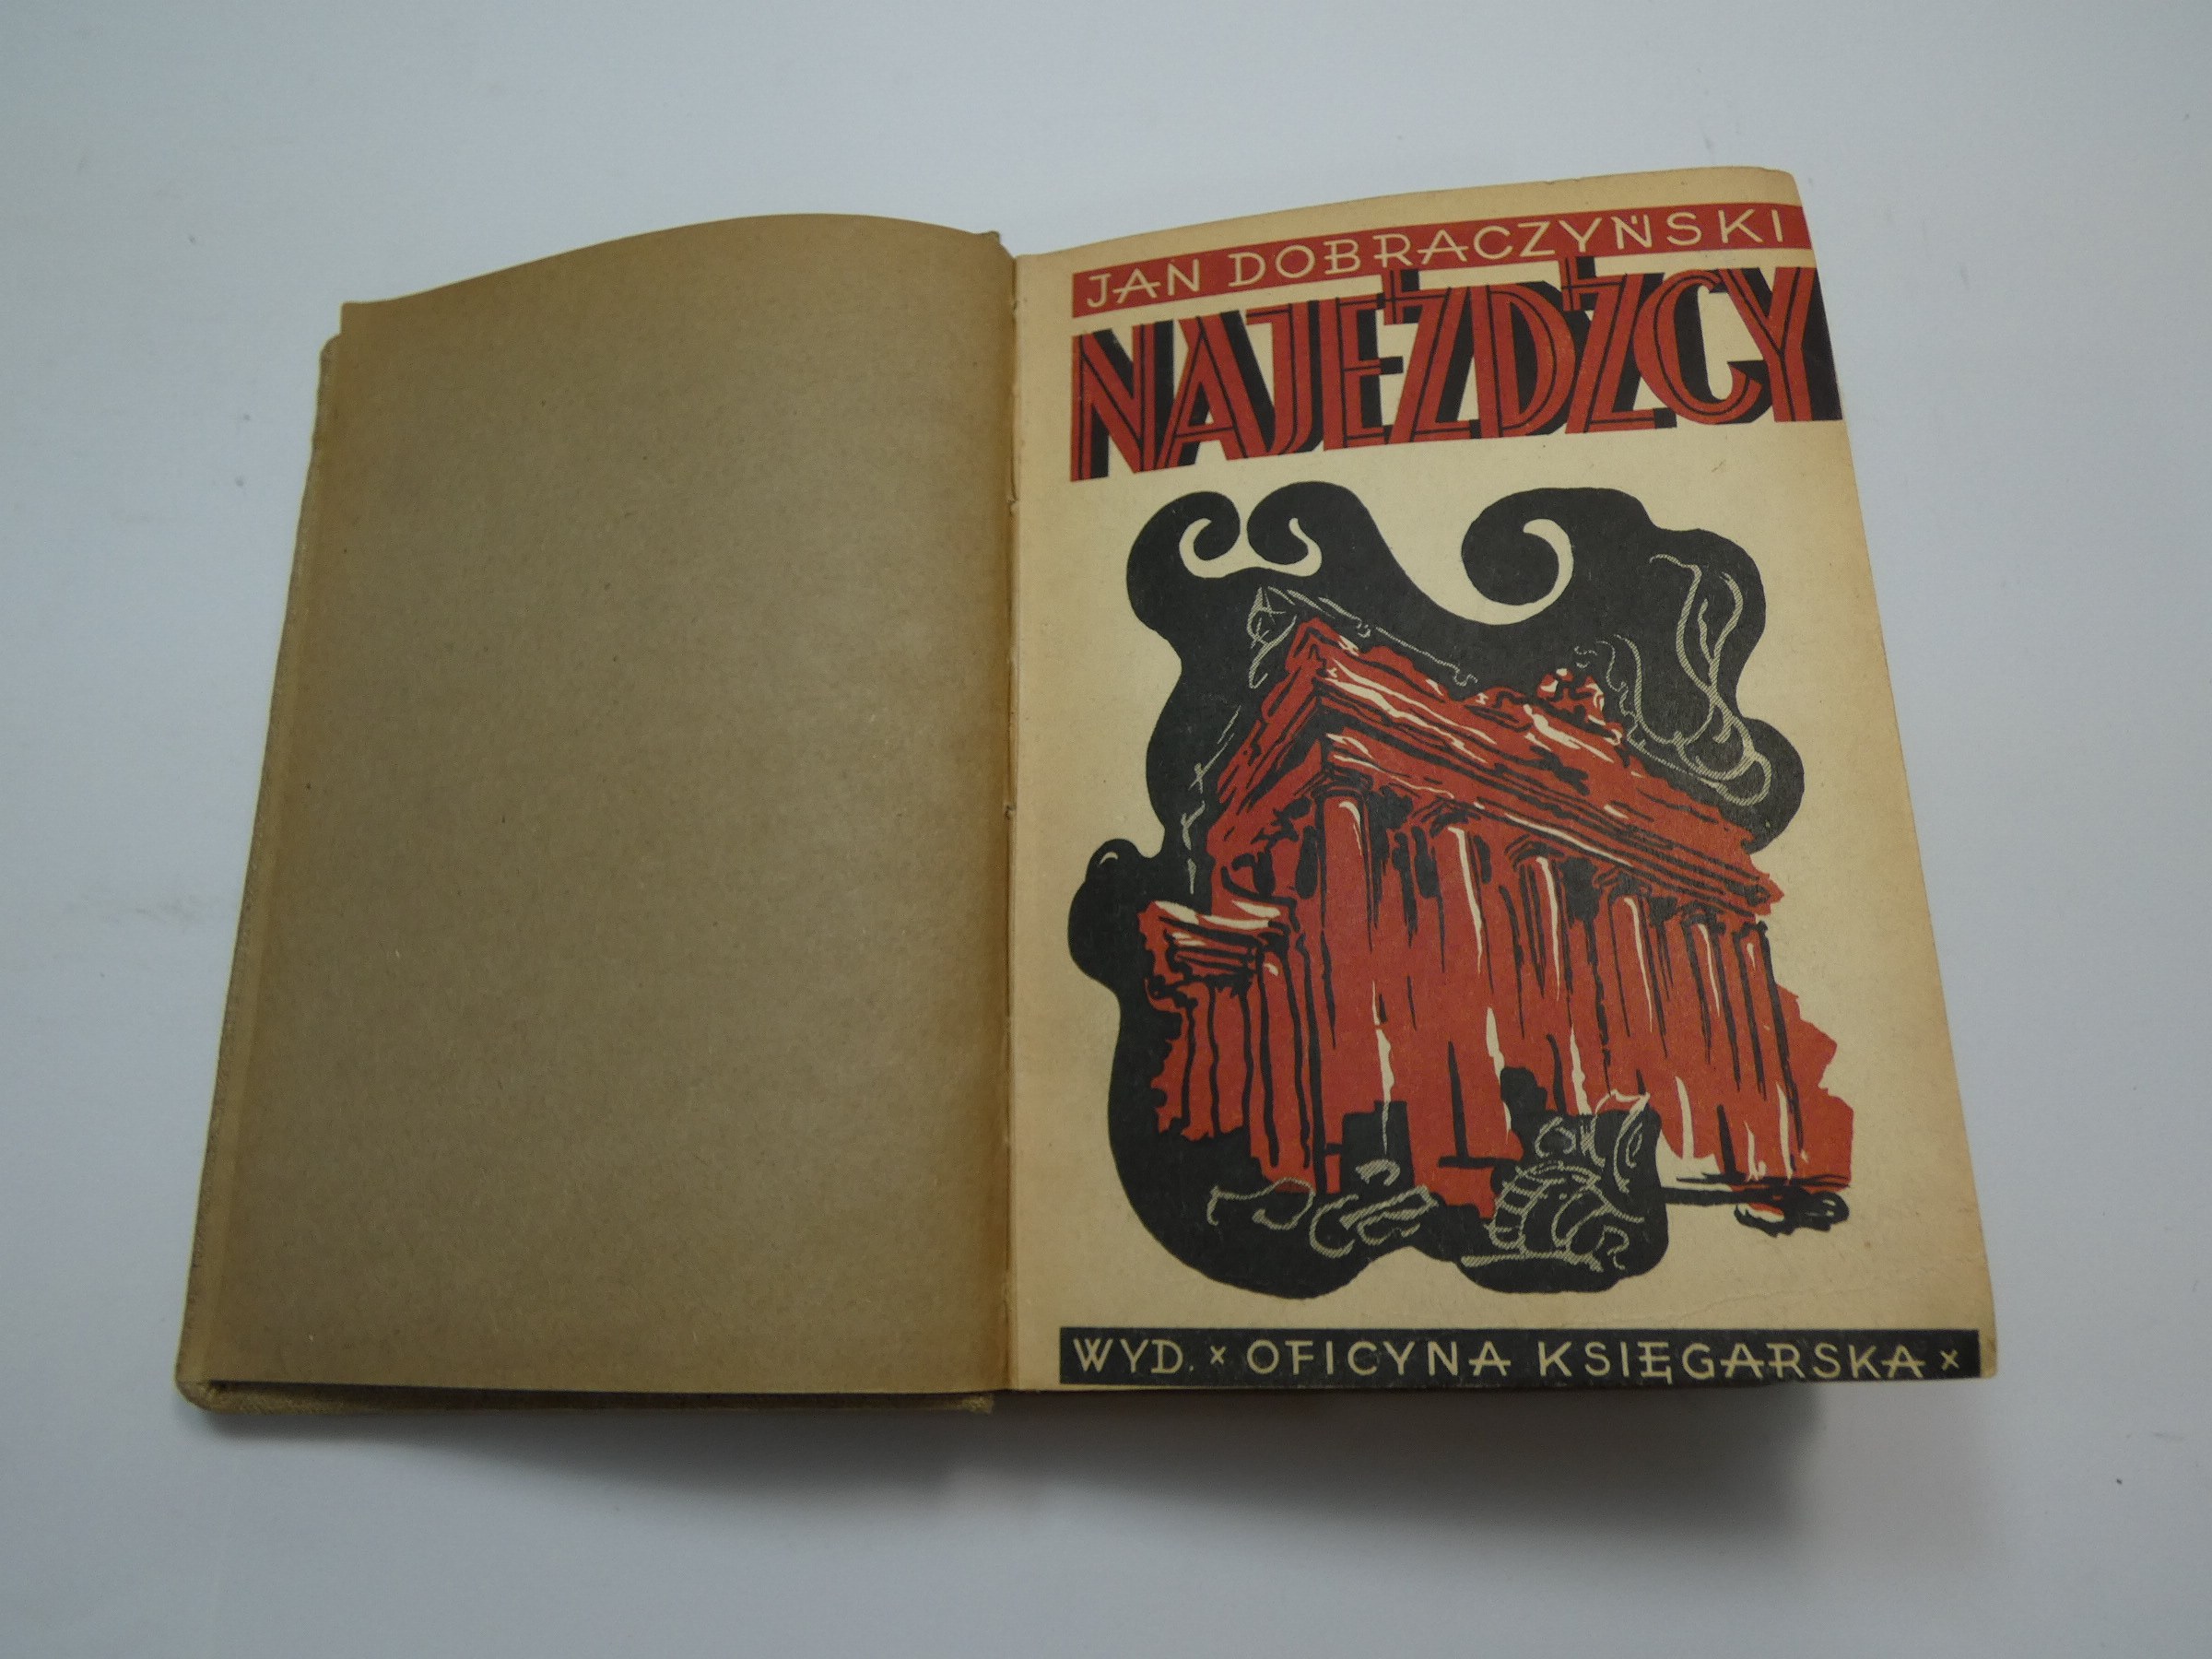 JAN DOBRACZYŃSKI
NAJEŹDŹCY
WYD. × OFICYNA KSIĘGARSKA ×